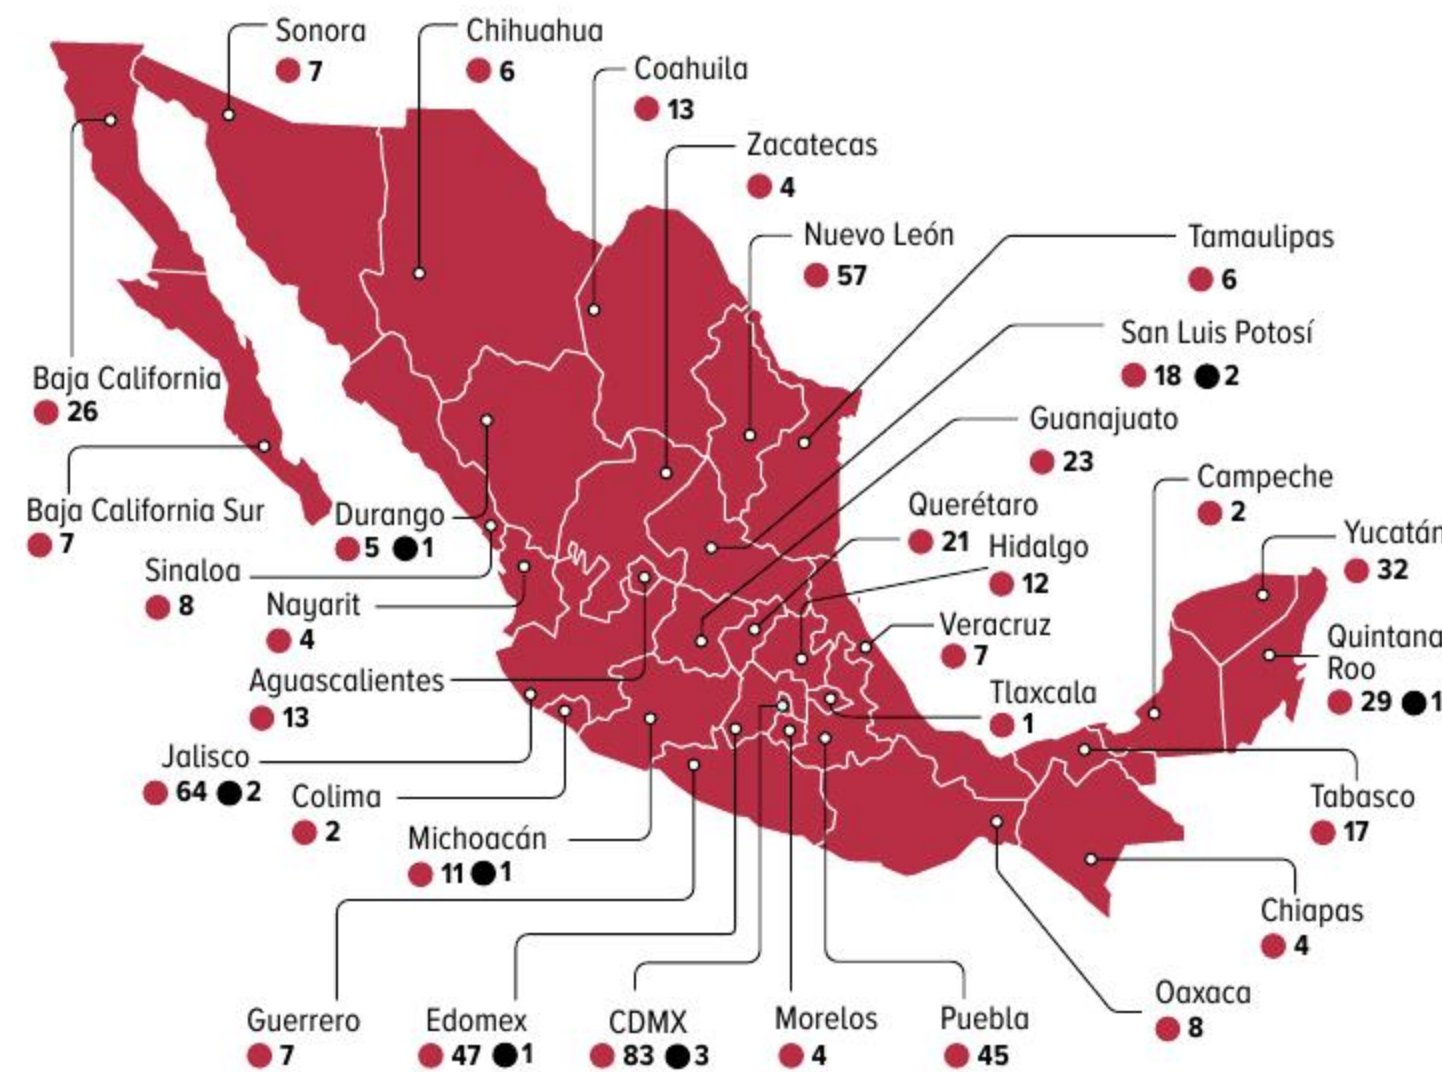 Sonora
7
Chihuahua
6
Coahuila
13
Zacatecas
4
Nuevo León
57
Tamaulipas
6
San Luis Potosí
18 2
Guanajuato
23
Baja California
26
Baja California Sur
7
Durango
5 1
Querétaro
21
Campeche
2
Yucatán
32
Hidalgo
12
Sinaloa
8
Nayarit
4
Veracruz
7
Quintana
Roo
29 1
Aguascalientes
13
Tlaxcala
1
Jalisco
64 2
Colima
2
Michoacán
11 1
Tabasco
17
Chiapas
4
Oaxaca
8
Guerrero
7
Edomex
47 1
CDMX
83 3
Morelos
4
Puebla
45